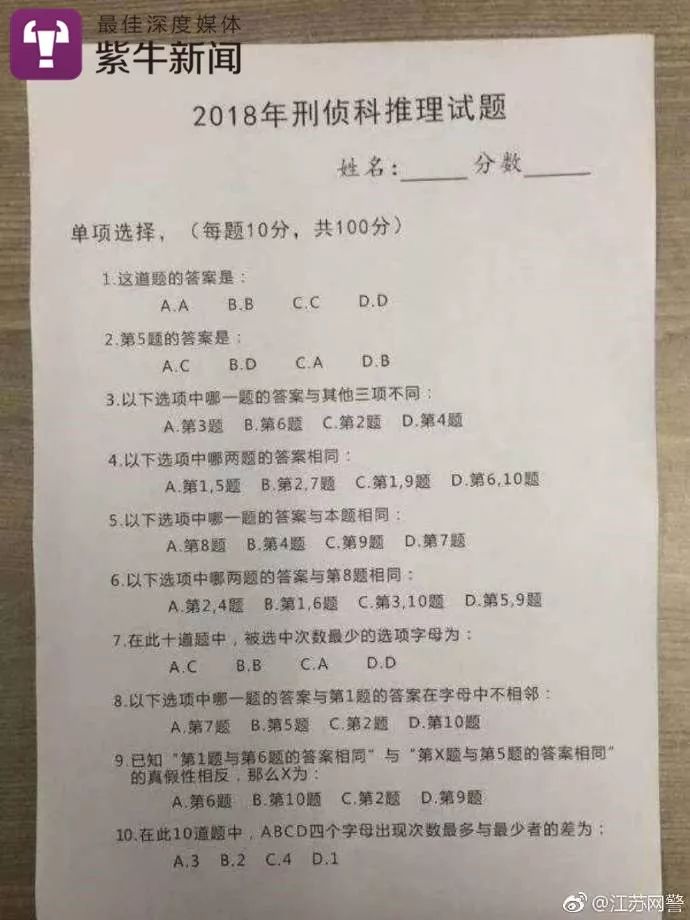 最佳深度媒体
紫牛新闻
2018年刑侦科推理试题
姓名:_____ 分数_____
单项选择，（每题10分，共100分）
1.这道题的答案是：
A.A B.B C.C D.D
2.第5题的答案是：
A.C B.D C.A D.B
3.以下选项中哪一题的答案与其他三项不同：
A.第3题 B.第6题 C.第2题 D.第4题
4.以下选项中哪两题的答案相同：
A.第1,5题 B.第2,7题 C.第1,9题 D.第6,10题
5.以下选项中哪一题的答案与本题相同：
A.第8题 B.第4题 C.第9题 D.第7题
6.以下选项中哪两题的答案与第8题相同：
A.第2,4题 B.第1,6题 C.第3,10题 D.第5,9题
7.在此十道题中，被选中次数最少的选项字母为：
A.C B.B C.A D.D
8.以下选项中哪一题的答案与第1题的答案在字母中不相邻：
A.第7题 B.第5题 C.第2题 D.第10题
9.已知“第1题与第6题的答案相同”与“第X题与第5题的答案相同”
的真假性相反，那么X为：
A.第6题 B.第10题 C.第2题 D.第9题
10.在此10道题中，ABCD四个字母出现次数最多与最少者的差为：
A.3 B.2 C.4 D.1
@江苏网警